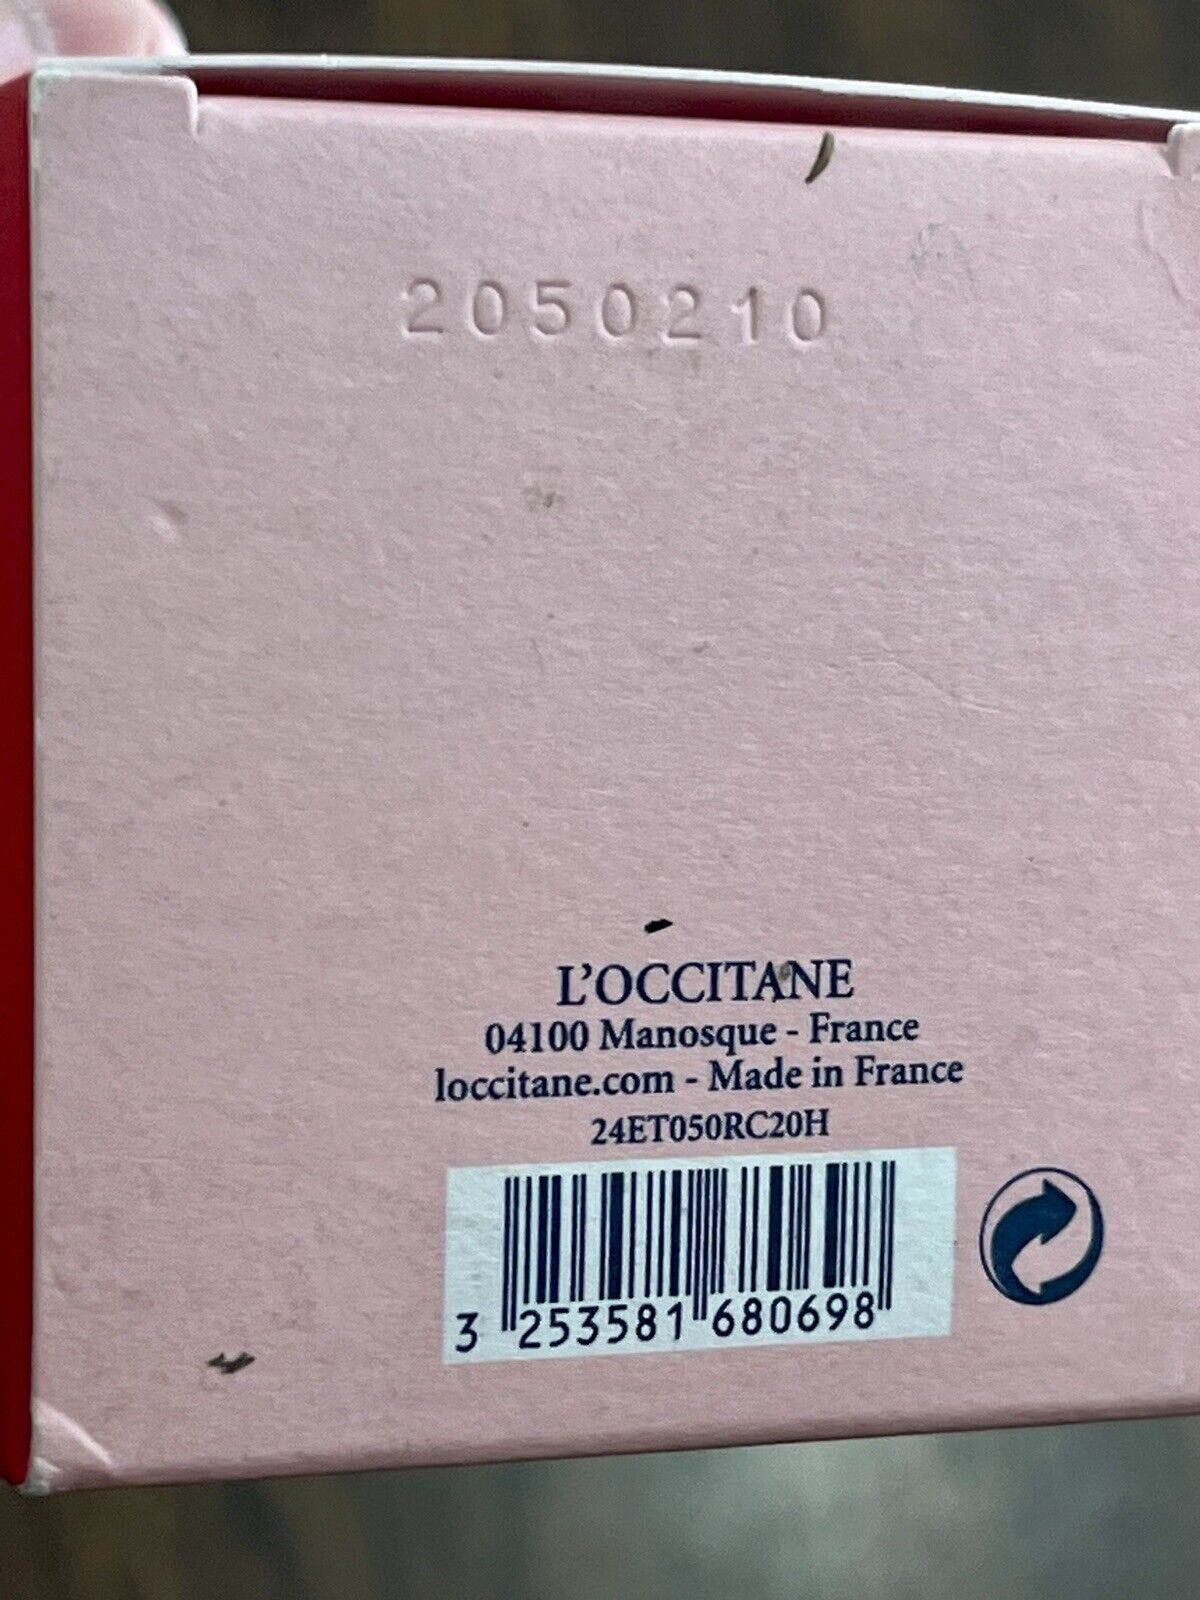 2050210
L'OCCITANE
04100 Manosque - France
loccitane.com - Made in France
24ET050RC20H
3 253581 680698